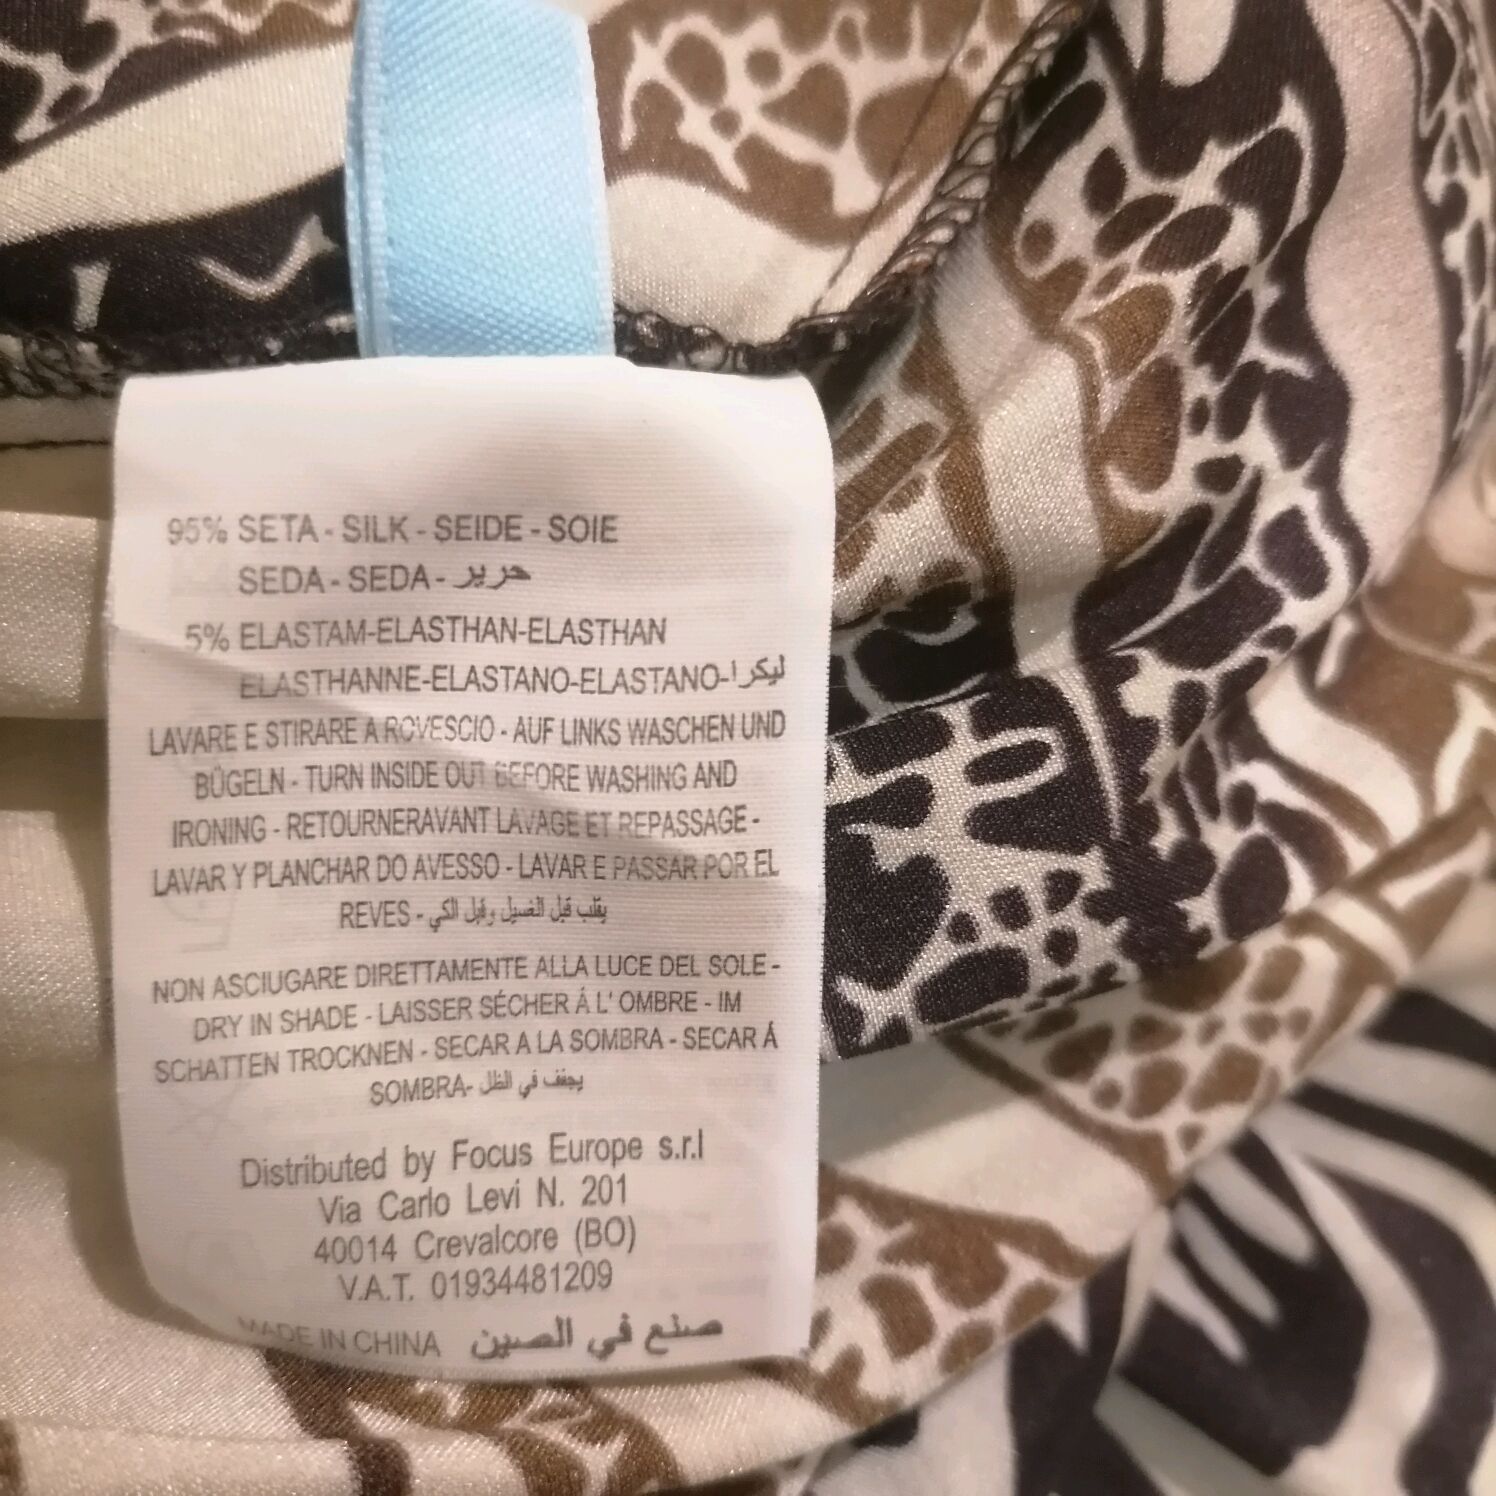 95% SETA - SILK - SEIDE - SOIE
SEDA - SEDA - حرير
5% ELASTAM-ELASTHAN-ELASTHAN
ELASTHANNE-ELASTANO-ELASTANO-ليكرا
LAVARE E STIRARE A ROVESCIO - AUF LINKS WASCHEN UND
BÜGELN - TURN INSIDE OUT BEFORE WASHING AND
IRONING - RETOURNERAVANT LAVAGE ET REPASSAGE -
LAVAR Y PLANCHAR DO AVESSO - LAVAR E PASSAR POR EL
REVES - يقلب قبل الغسيل وقبل الكي
NON ASCIUGARE DIRETTAMENTE ALLA LUCE DEL SOLE -
DRY IN SHADE - LAISSER SÉCHER Á L' OMBRE - IM
SCHATTEN TROCKNEN - SECAR A LA SOMBRA - SECAR Á
SOMBRA- يجفف في الظل
Distributed by Focus Europe s.r.l
Via Carlo Levi N. 201
40014 Crevalcore (BO)
V.A.T. 01934481209
MADE IN CHINA صنع في الصين